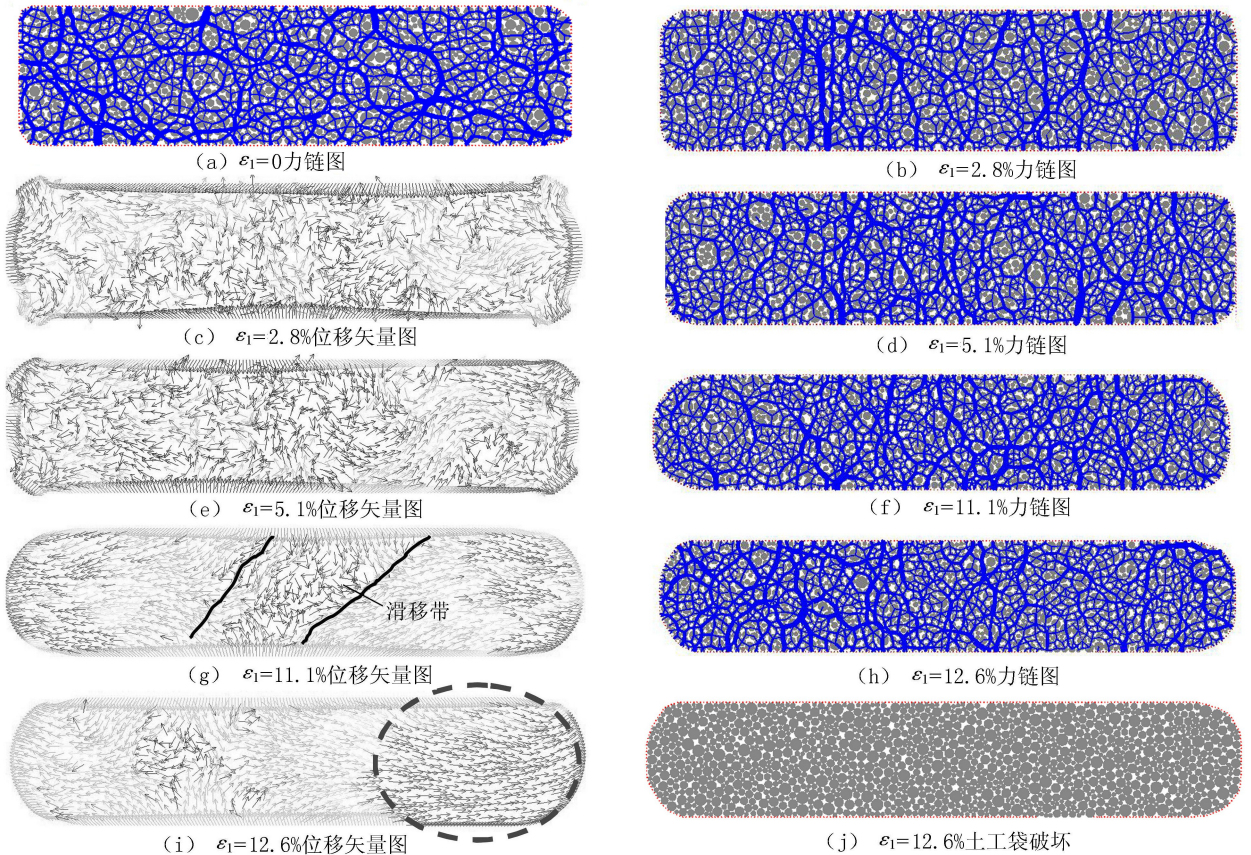 (a) ε1=0力链图
(b) ε1=2.8%力链图
(c) ε1=2.8%位移矢量图
(d) ε1=5.1%力链图
(e) ε1=5.1%位移矢量图
(f) ε1=11.1%力链图
滑移带
(g) ε1=11.1%位移矢量图
(h) ε1=12.6%力链图
(i) ε1=12.6%位移矢量图
(j) ε1=12.6%土工袋破坏